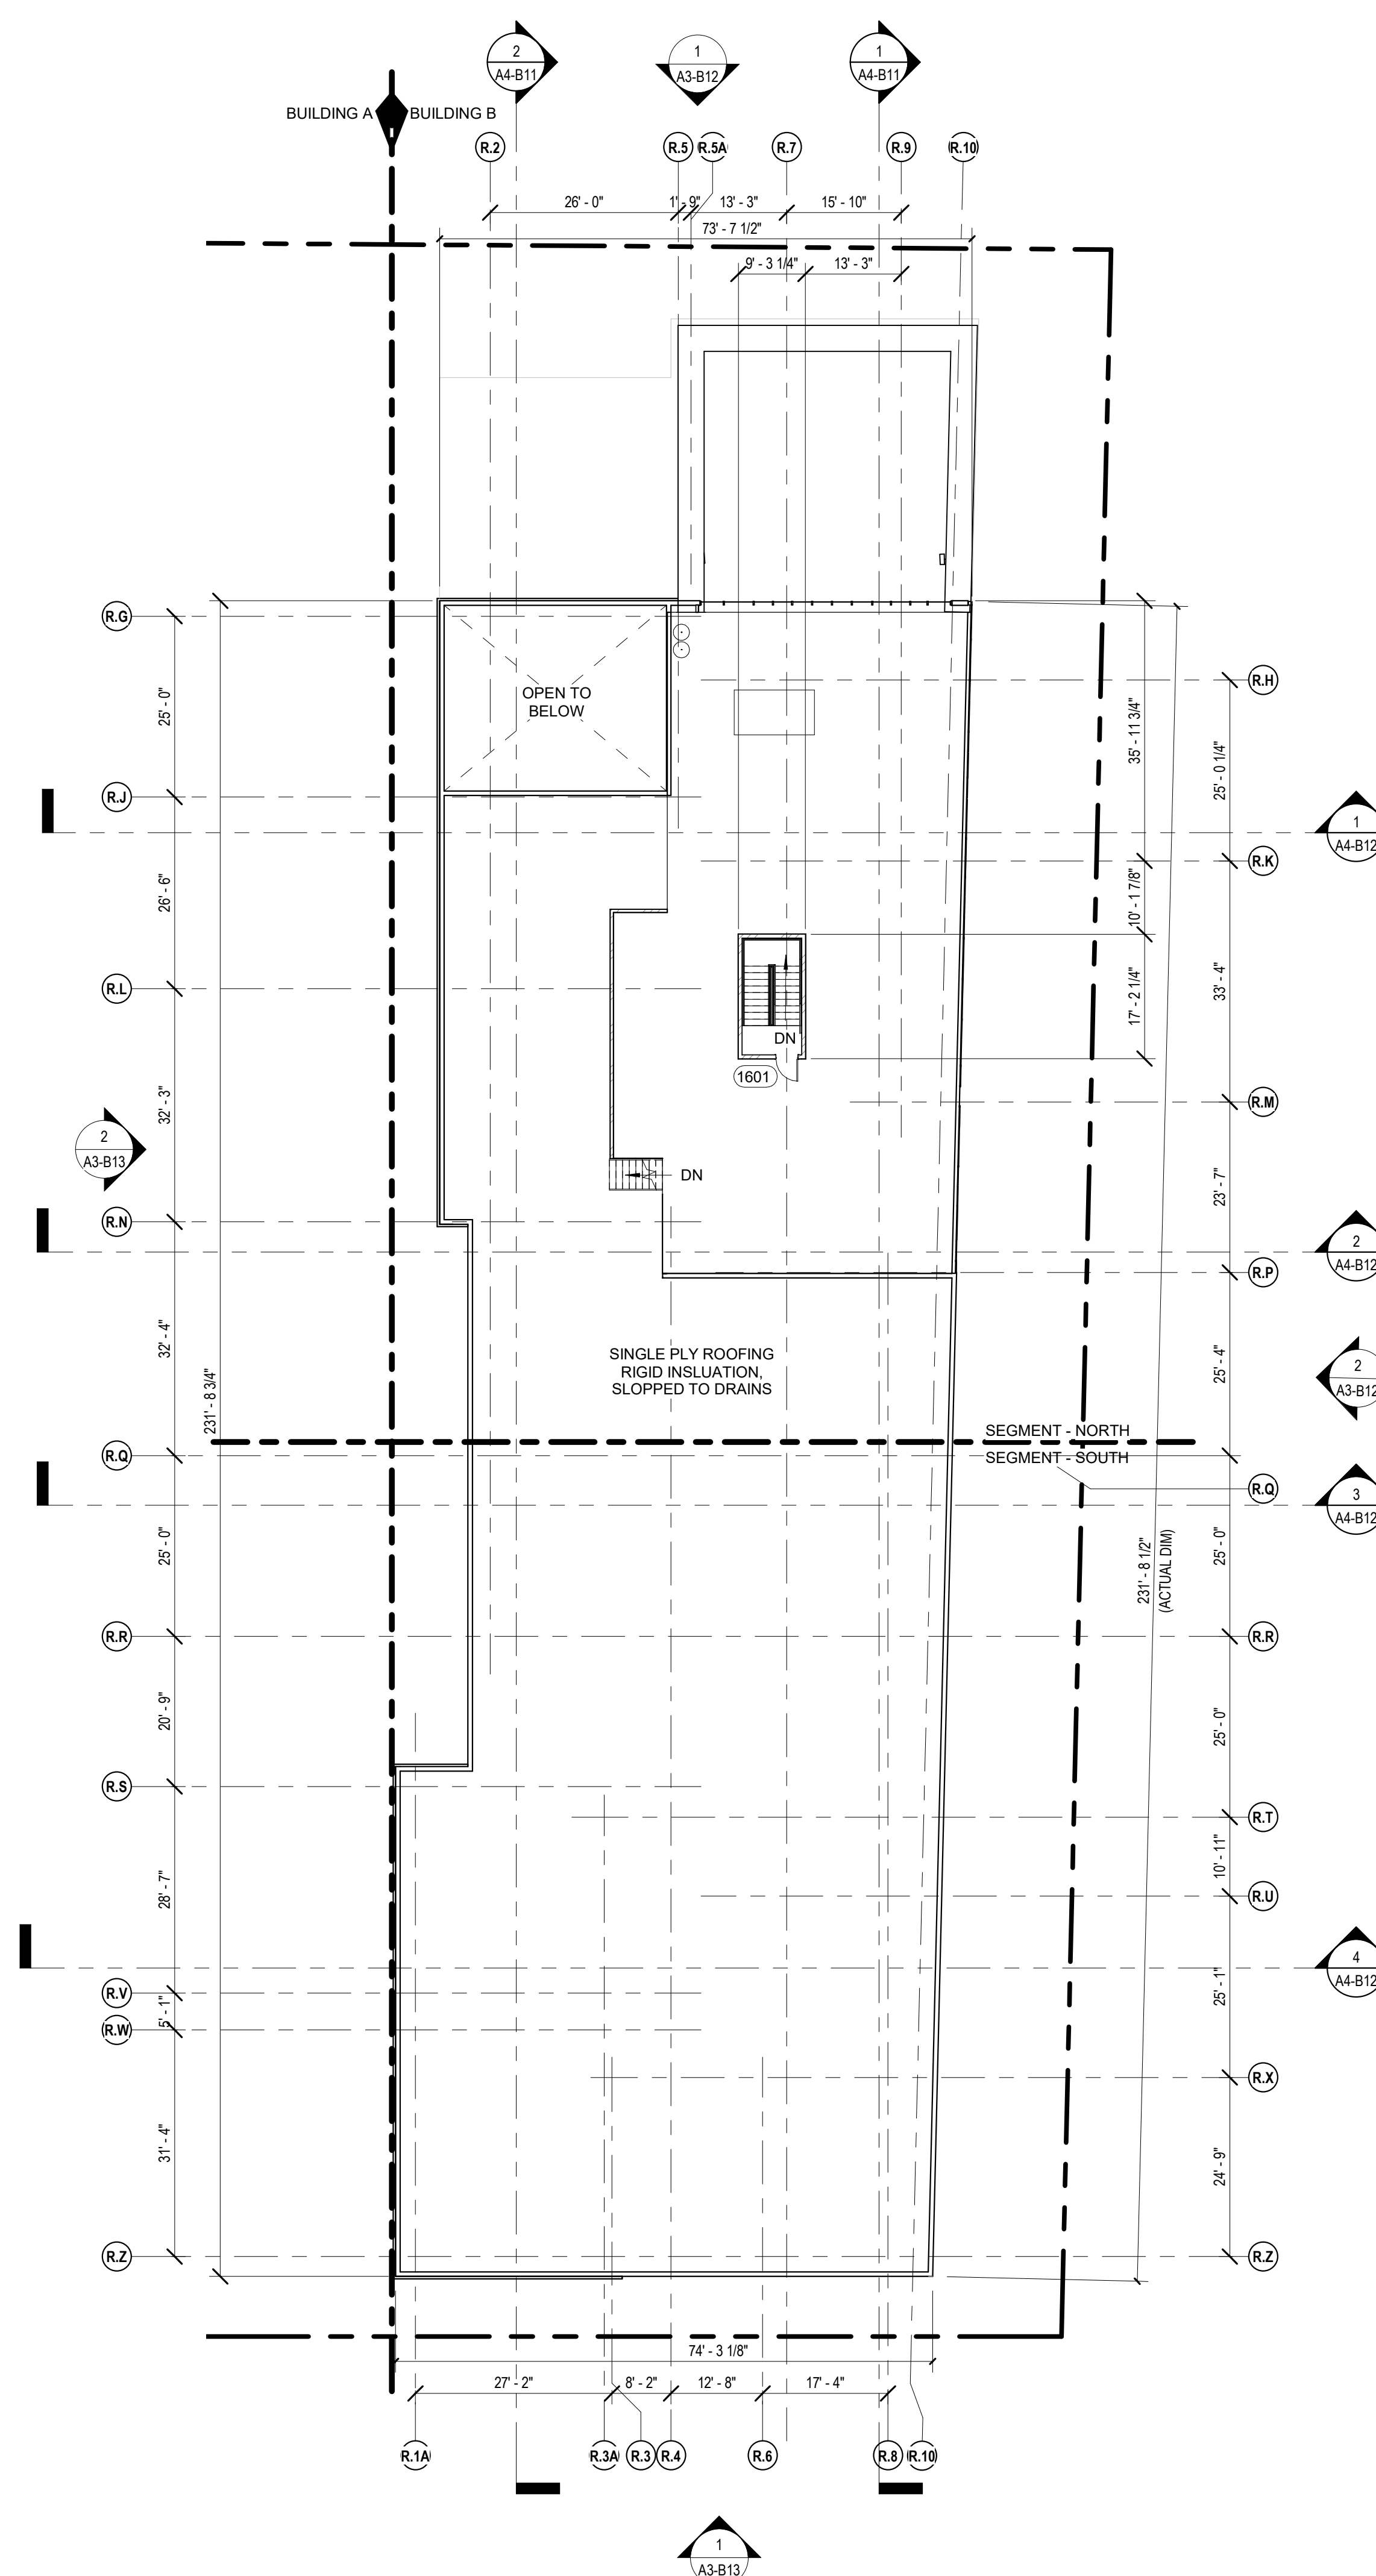 2
A4-B11
1
A3-B12
1
A4-B11
BUILDING A
BUILDING B
R.2
R.5
R.5A
R.7
R.9
R.10
26' - 0"
1' - 9"
13' - 3"
15' - 10"
73' - 7 1/2"
9' - 3 1/4"
13' - 3"
R.G
OPEN TO
BELOW
R.H
25' - 0"
35' - 11 3/4"
25' - 0 1/4"
R.J
1
A4-B12
R.K
26' - 6"
10' - 1 7/8"
R.L
33' - 4"
17' - 2 1/4"
DN
1601
32' - 3"
R.M
2
A3-B13
DN
23' - 7"
R.N
2
A4-B12
R.P
32' - 4"
SINGLE PLY ROOFING
RIGID INSLUATION,
SLOPPED TO DRAINS
25' - 4"
2
A3-B12
231' - 8 3/4"
SEGMENT - NORTH
R.Q
SEGMENT - SOUTH
R.Q
3
A4-B12
25' - 0"
231' - 8 1/2"
(ACTUAL DIM)
25' - 0"
R.R
R.R
20' - 9"
25' - 0"
R.S
R.T
28' - 7"
10' - 11"
R.U
4
A4-B12
R.V
5' - 1"
25' - 1"
R.W
R.X
31' - 4"
24' - 9"
R.Z
R.Z
74' - 3 1/8"
27' - 2"
8' - 2"
12' - 8"
17' - 4"
R.1A
R.3A
R.3
R.4
R.6
R.8
R.10
1
A3-B13